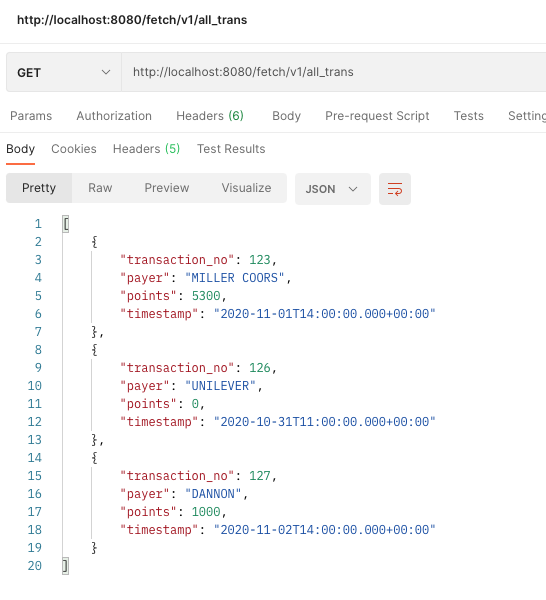 http://localhost:8080/fetch/v1/all_trans
GET http://localhost:8080/fetch/v1/all_trans
Params Authorization Headers (6) Body Pre-request Script Tests Setting
Body Cookies Headers (5) Test Results
Pretty Raw Preview Visualize JSON
1 [
2 {
3 "transaction_no": 123,
4 "payer": "MILLER COORS",
5 "points": 5300,
6 "timestamp": "2020-11-01T14:00:00.000+00:00"
7 },
8 {
9 "transaction_no": 126,
10 "payer": "UNILEVER",
11 "points": 0,
12 "timestamp": "2020-10-31T11:00:00.000+00:00"
13 },
14 {
15 "transaction_no": 127,
16 "payer": "DANNON",
17 "points": 1000,
18 "timestamp": "2020-11-02T14:00:00.000+00:00"
19 }
20 ]